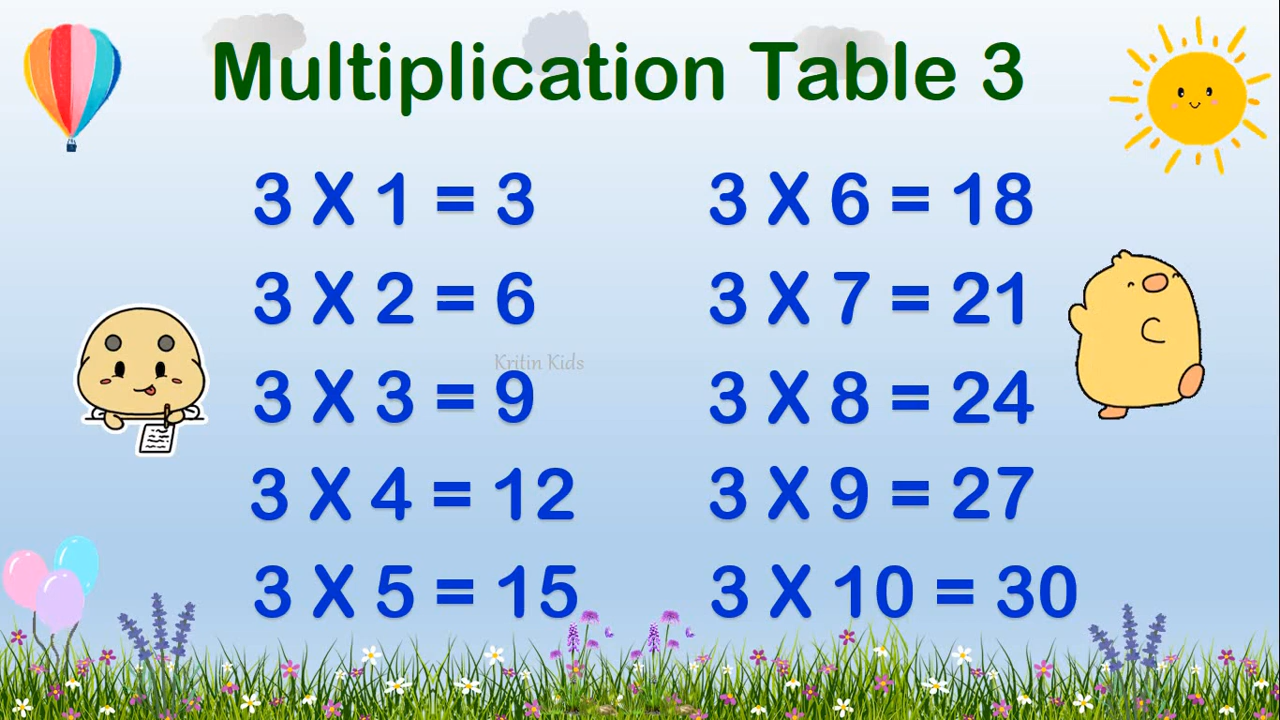 Multiplication Table 3
3 X 1 = 3
3 X 2 = 6
Kritin Kids
3 X 3 = 9
3 X 4 = 12
3 X 5 = 15
3 X 6 = 18
3 X 7 = 21
3 X 8 = 24
3 X 9 = 27
3 X 10 = 30